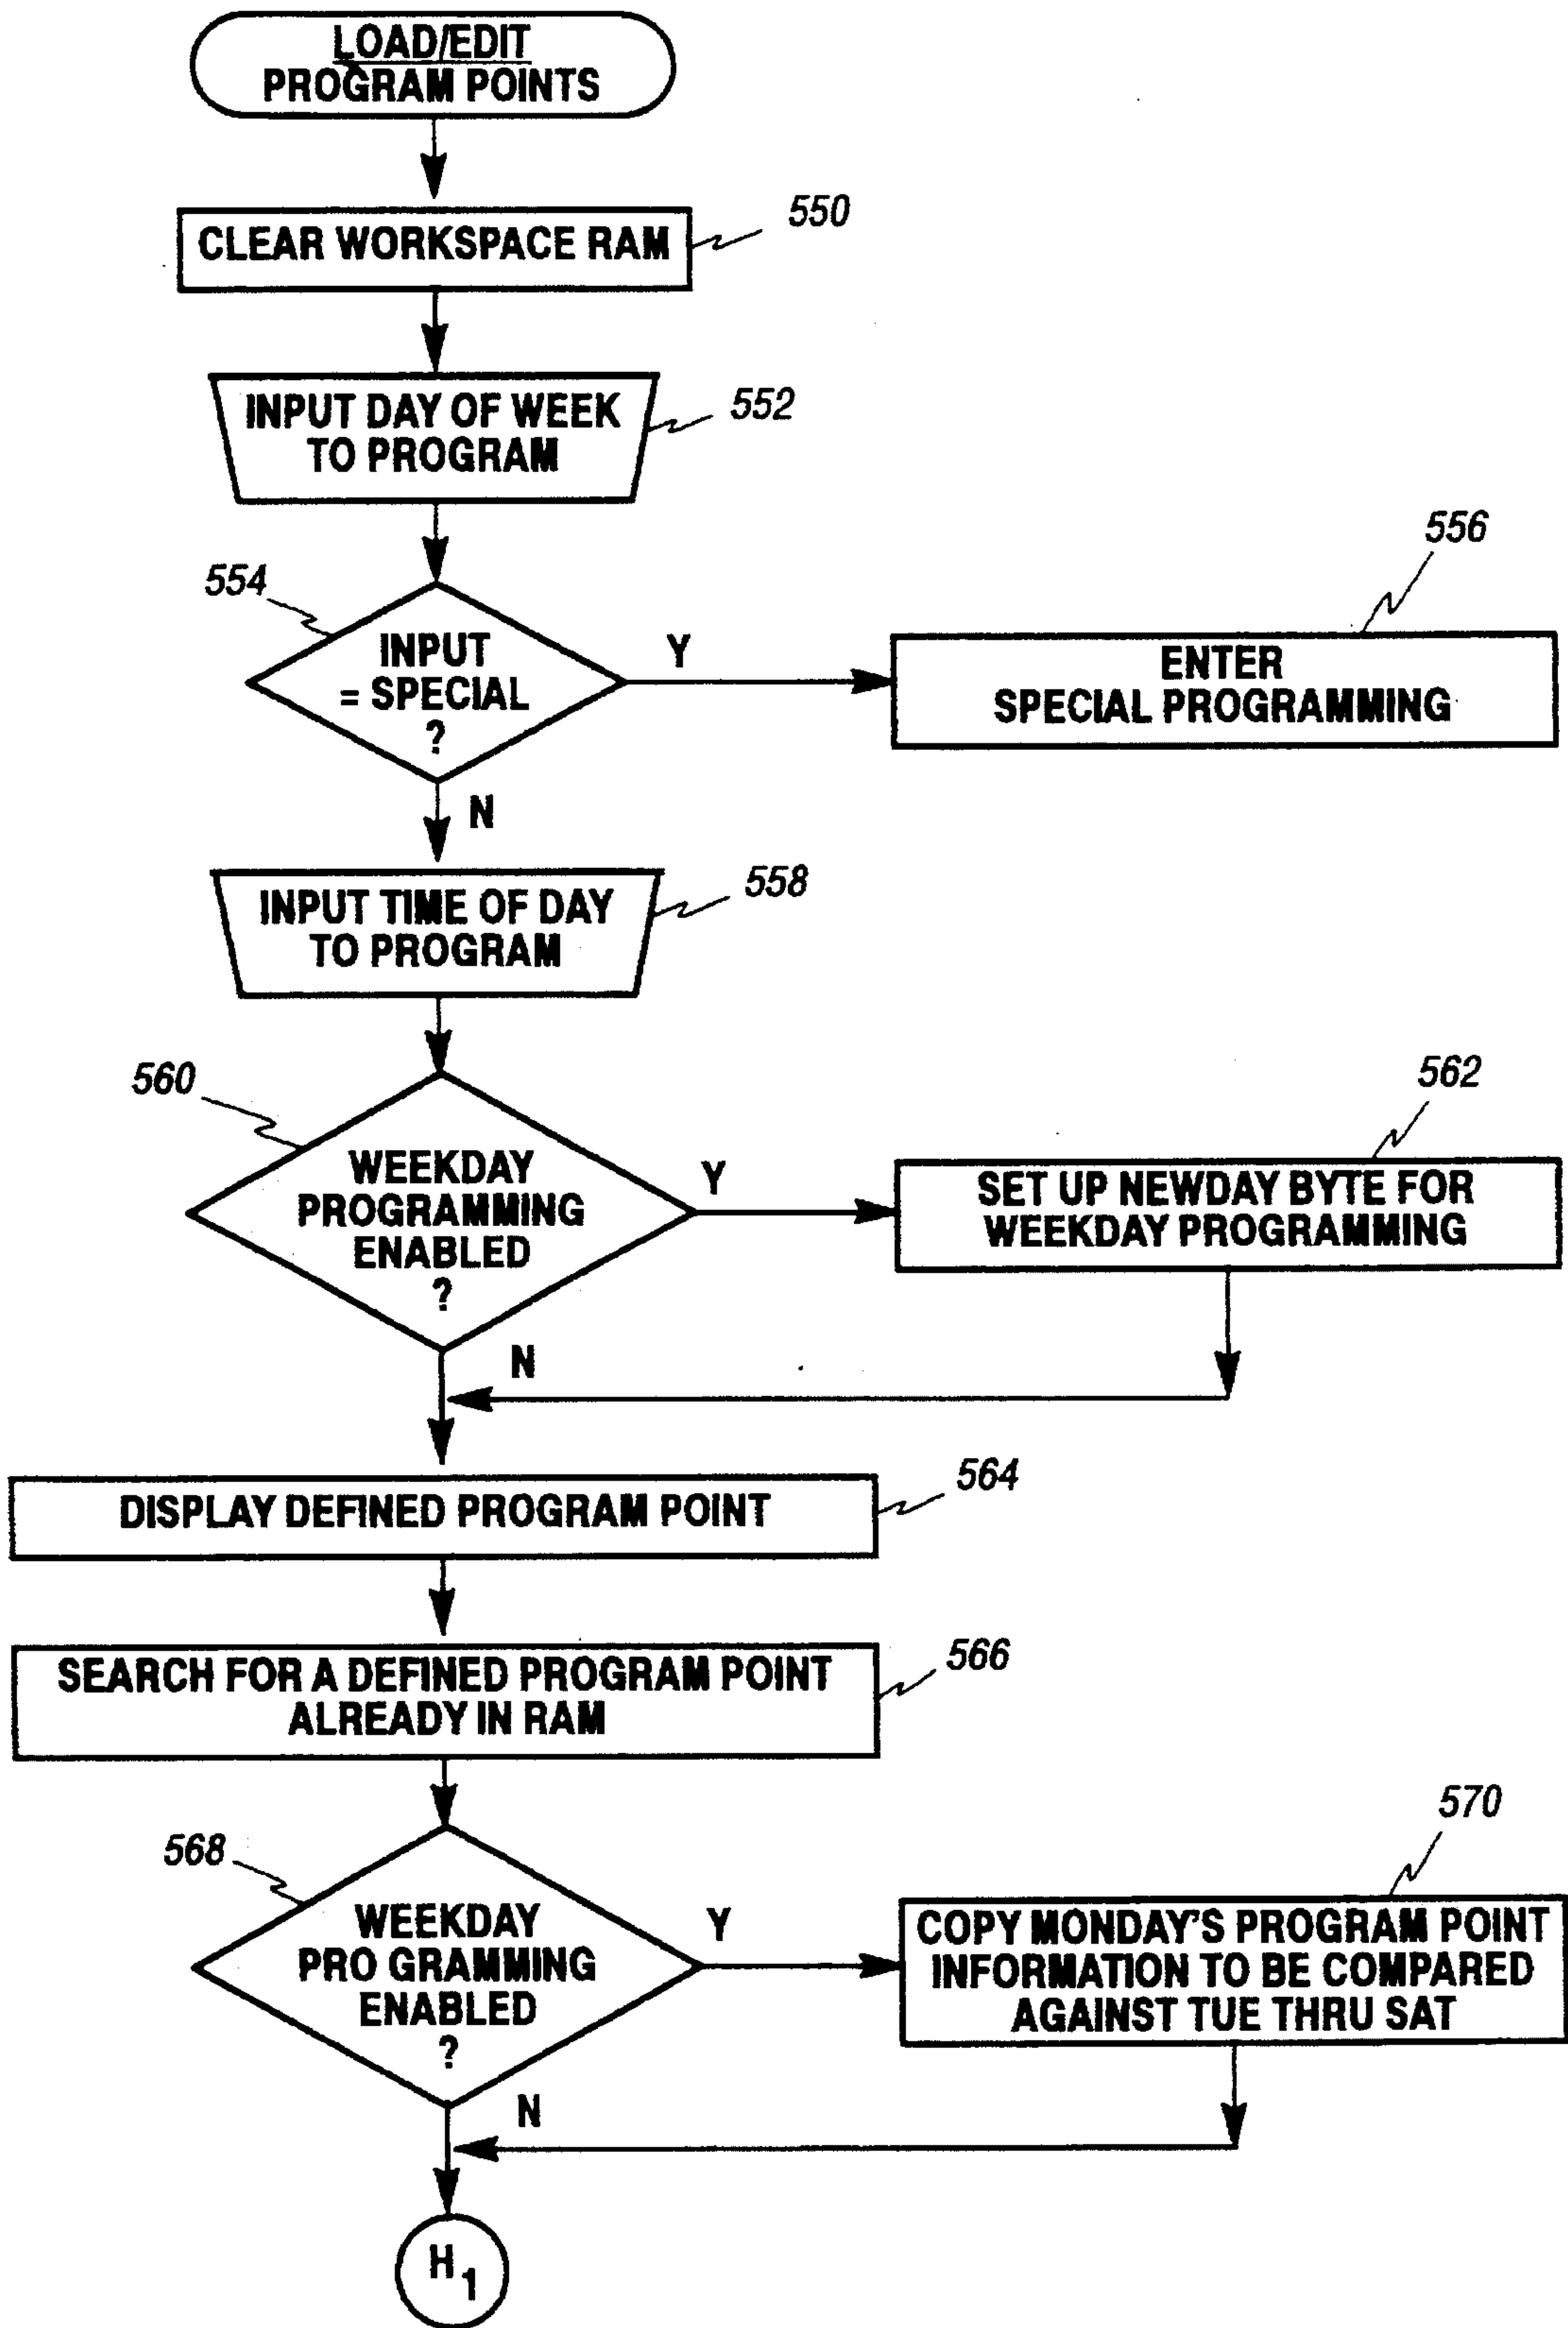 LOAD/EDIT
PROGRAM POINTS
CLEAR WORKSPACE RAM
550
INPUT DAY OF WEEK
TO PROGRAM
552
554
INPUT
= SPECIAL
?
Y
556
ENTER
SPECIAL PROGRAMMING
N
INPUT TIME OF DAY
TO PROGRAM
558
560
WEEKDAY
PROGRAMMING
ENABLED
?
Y
562
SET UP NEWDAY BYTE FOR
WEEKDAY PROGRAMMING
N
DISPLAY DEFINED PROGRAM POINT
564
SEARCH FOR A DEFINED PROGRAM POINT
ALREADY IN RAM
566
568
WEEKDAY
PRO GRAMMING
ENABLED
?
Y
570
COPY MONDAY'S PROGRAM POINT
INFORMATION TO BE COMPARED
AGAINST TUE THRU SAT
N
H1